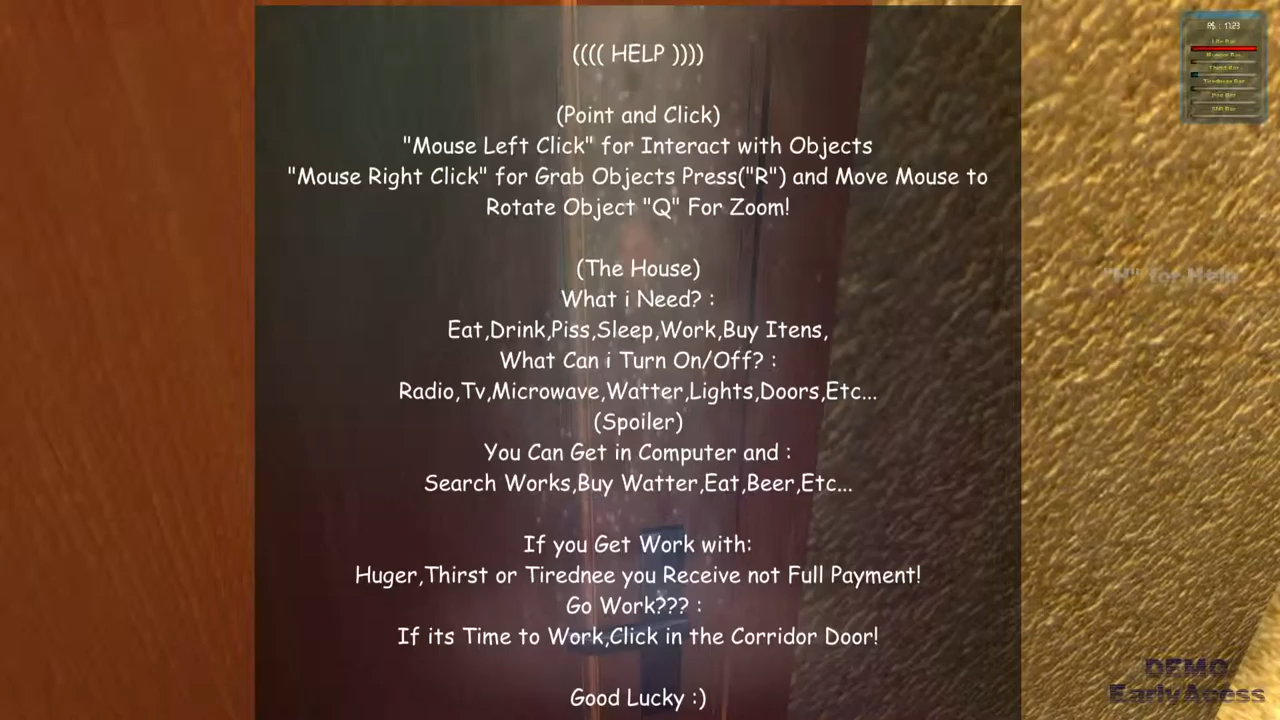 (((( HELP ))))
(Point and Click)
"Mouse Left Click" for Interact with Objects
"Mouse Right Click" for Grab Objects Press("R") and Move Mouse to
Rotate Object "Q" For Zoom!
(The House)
What i Need? :
Eat,Drink,Piss,Sleep,Work,Buy Itens,
What Can i Turn On/Off? :
Radio,Tv,Microwave,Watter,Lights,Doors,Etc...
(Spoiler)
You Can Get in Computer and :
Search Works,Buy Watter,Eat,Beer,Etc...
If you Get Work with:
Huger,Thirst or Tirednee you Receive not Full Payment!
Go Work??? :
If its Time to Work,Click in the Corridor Door!
Good Lucky :)
"H" for Help
DEMO
EarlyAcess